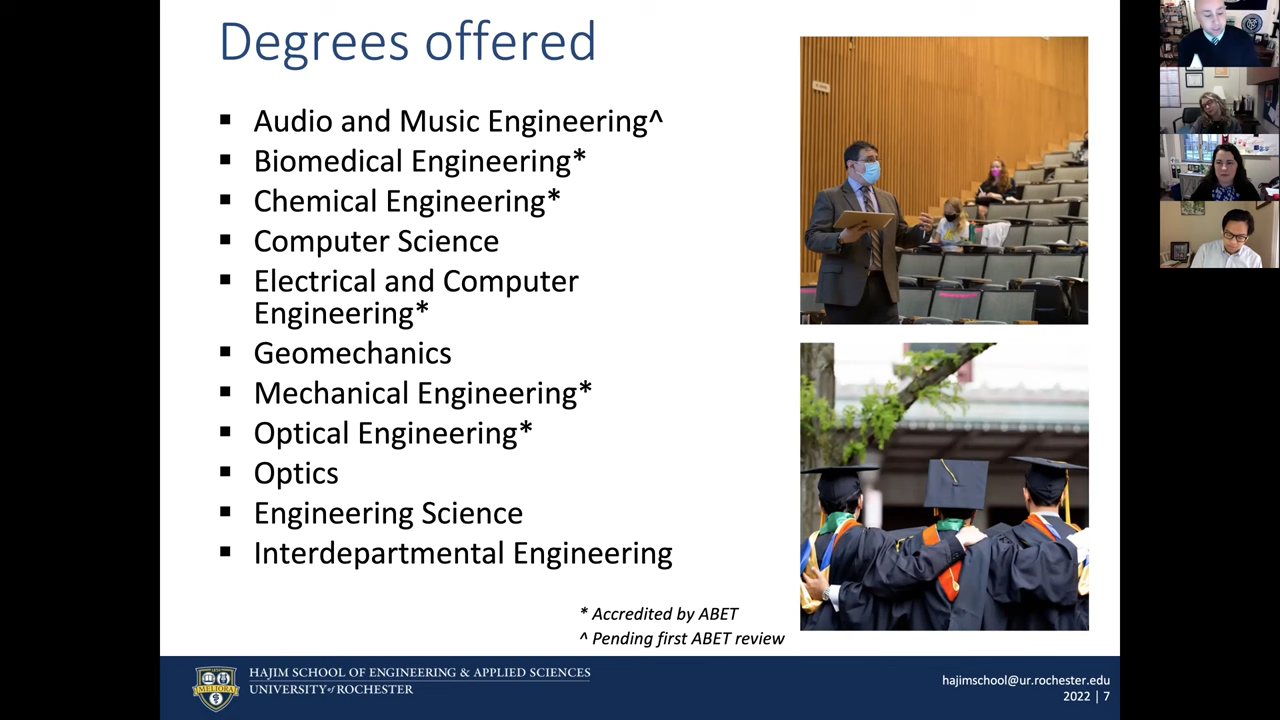 Degrees offered
Audio and Music Engineering^
Biomedical Engineering*
Chemical Engineering*
Computer Science
Electrical and Computer
Engineering*
Geomechanics
Mechanical Engineering*
Optical Engineering*
Optics
Engineering Science
Interdepartmental Engineering
* Accredited by ABET
^ Pending first ABET review
MELIORA
HAJIM SCHOOL OF ENGINEERING & APPLIED SCIENCES
UNIVERSITY of ROCHESTER
hajimschool@ur.rochester.edu
2022 | 7